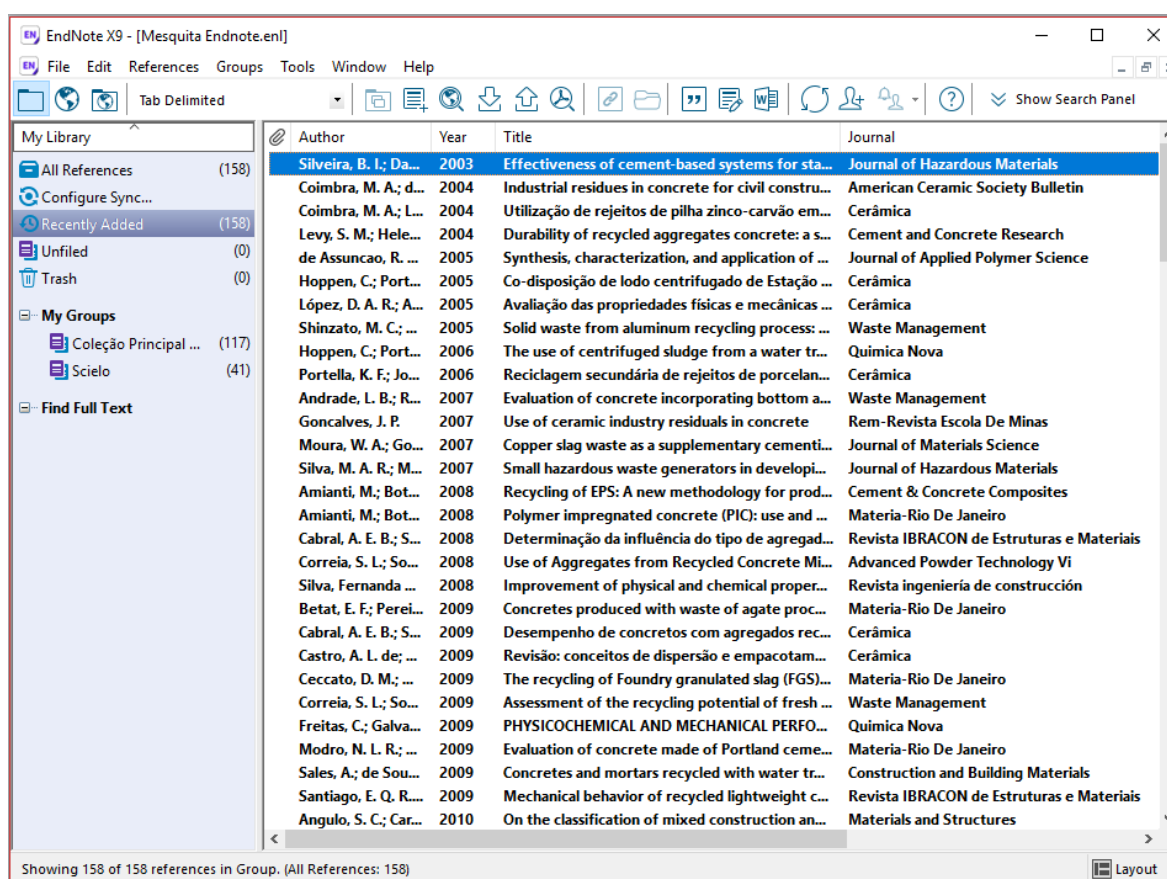 EndNote X9 - [Mesquita Endnote.enl]
File Edit References Groups Tools Window Help
Tab Delimited
Show Search Panel
My Library
All References (158)
Configure Sync...
Recently Added (158)
Unfiled (0)
Trash (0)
My Groups
Coleção Principal ... (117)
Scielo (41)
Find Full Text
Author Year Title Journal
Silveira, B. I.; Da... 2003 Effectiveness of cement-based systems for sta... Journal of Hazardous Materials
Coimbra, M. A.; d... 2004 Industrial residues in concrete for civil constru... American Ceramic Society Bulletin
Coimbra, M. A.; L... 2004 Utilização de rejeitos de pilha zinco-carvão em... Cerâmica
Levy, S. M.; Hele... 2004 Durability of recycled aggregates concrete: a s... Cement and Concrete Research
de Assuncao, R. ... 2005 Synthesis, characterization, and application of ... Journal of Applied Polymer Science
Hoppen, C.; Port... 2005 Co-disposição de lodo centrifugado de Estação ... Cerâmica
López, D. A. R.; A... 2005 Avaliação das propriedades físicas e mecânicas ... Cerâmica
Shinzato, M. C.; ... 2005 Solid waste from aluminum recycling process: ... Waste Management
Hoppen, C.; Port... 2006 The use of centrifuged sludge from a water tr... Quimica Nova
Portella, K. F.; Jo... 2006 Reciclagem secundária de rejeitos de porcelan... Cerâmica
Andrade, L. B.; R... 2007 Evaluation of concrete incorporating bottom a... Waste Management
Goncalves, J. P. 2007 Use of ceramic industry residuals in concrete Rem-Revista Escola De Minas
Moura, W. A.; Go... 2007 Copper slag waste as a supplementary cementi... Journal of Materials Science
Silva, M. A. R.; M... 2007 Small hazardous waste generators in developi... Journal of Hazardous Materials
Amianti, M.; Bot... 2008 Recycling of EPS: A new methodology for prod... Cement & Concrete Composites
Amianti, M.; Bot... 2008 Polymer impregnated concrete (PIC): use and ... Materia-Rio De Janeiro
Cabral, A. E. B.; S... 2008 Determinação da influência do tipo de agregad... Revista IBRACON de Estruturas e Materiais
Correia, S. L.; So... 2008 Use of Aggregates from Recycled Concrete Mi... Advanced Powder Technology Vi
Silva, Fernanda ... 2008 Improvement of physical and chemical proper... Revista ingeniería de construcción
Betat, E. F.; Perei... 2009 Concretes produced with waste of agate proc... Materia-Rio De Janeiro
Cabral, A. E. B.; S... 2009 Desempenho de concretos com agregados rec... Cerâmica
Castro, A. L. de; ... 2009 Revisão: conceitos de dispersão e empacotam... Cerâmica
Ceccato, D. M.; ... 2009 The recycling of Foundry granulated slag (FGS)... Materia-Rio De Janeiro
Correia, S. L.; So... 2009 Assessment of the recycling potential of fresh ... Waste Management
Freitas, C.; Galva... 2009 PHYSICOCHEMICAL AND MECHANICAL PERFO... Quimica Nova
Modro, N. L. R.; ... 2009 Evaluation of concrete made of Portland ceme... Materia-Rio De Janeiro
Sales, A.; de Sou... 2009 Concretes and mortars recycled with water tr... Construction and Building Materials
Santiago, E. Q. R.... 2009 Mechanical behavior of recycled lightweight c... Revista IBRACON de Estruturas e Materiais
Angulo, S. C.; Car... 2010 On the classification of mixed construction an... Materials and Structures
Showing 158 of 158 references in Group. (All References: 158)
Layout